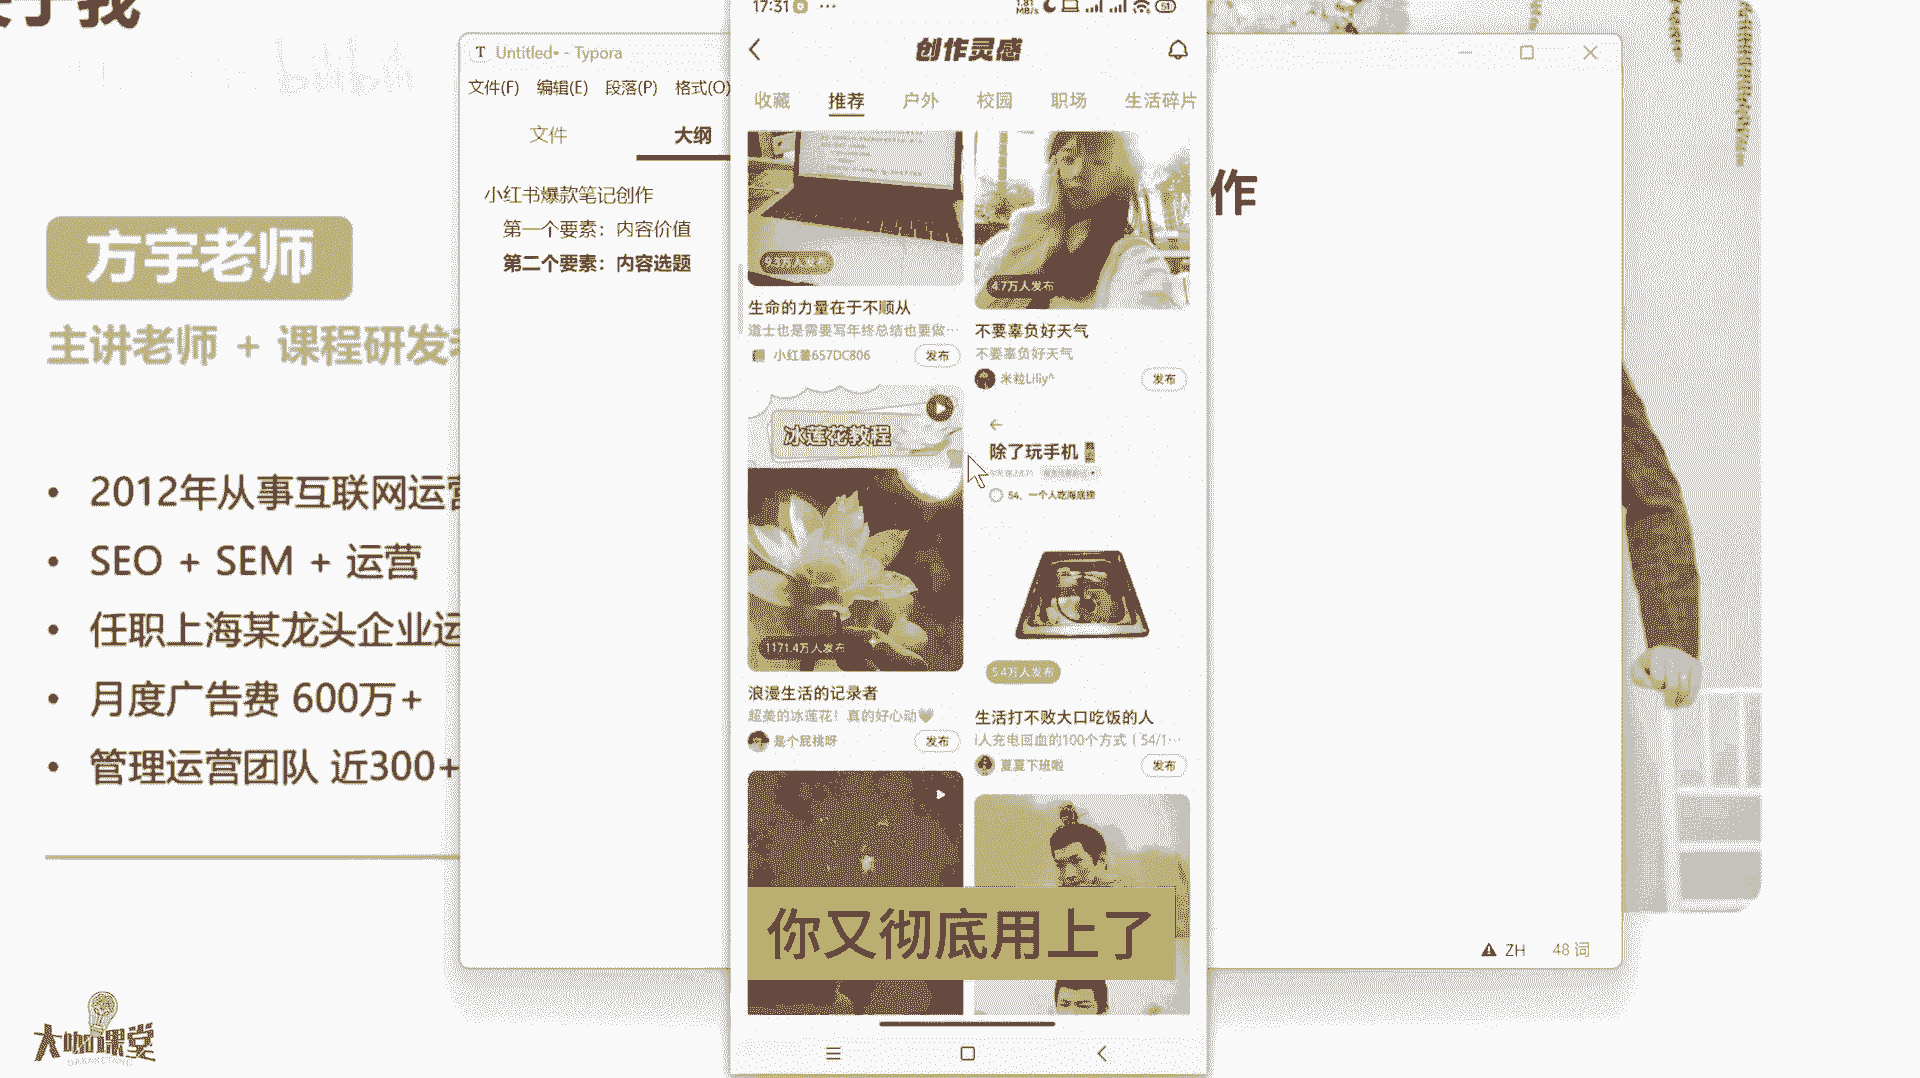 于我
bilibili
方宇老师
主讲老师 + 课程研发
• 2012年从事互联网运营
• SEO + SEM + 运营
• 任职上海某龙头企业运
• 月度广告费 600万+
• 管理运营团队 近300+
大咖课堂
DAKAKETANG
Untitled• - Typora
文件(F) 编辑(E) 段落(P) 格式(O)
文件 大纲
小红书爆款笔记创作
第一个要素：内容价值
第二个要素：内容选题
作
ZH 48 词
17:31 ···
1.81 MB/s
51
创作灵感
收藏 推荐 户外 校园 职场 生活碎片
9.3万人发布
生命的力量在于不顺从
道士也是需要写年终总结也要做···
小红薯657DC806 发布
4.7万人发布
不要辜负好天气
不要辜负好天气
米粒Liliy^ 发布
冰莲花教程
1171.4万人发布
浪漫生活的记录者
超美的冰莲花！真的好心动
是个屁桃呀 发布
除了玩手机
54、一个人吃海底捞
5.4万人发布
生活打不败大口吃饭的人
i人充电回血的100个方式（54/1···
夏夏下班啦 发布
你又彻底用上了